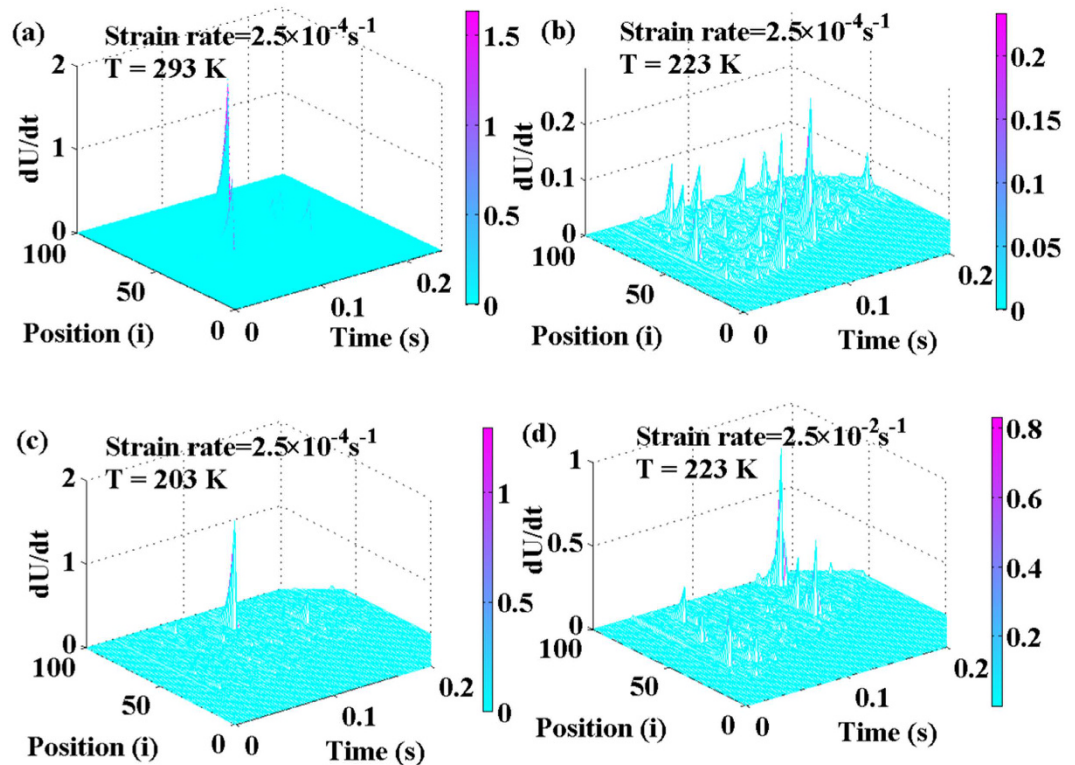 (a)
Strain rate=2.5×10⁻⁴s⁻¹
T = 293 K
dU/dt
2
1
0
100
50
0
Position (i)
0
0.1
0.2
Time (s)
1.5
1
0.5
0
(b)
Strain rate=2.5×10⁻⁴s⁻¹
T = 223 K
dU/dt
0.2
0.1
0
100
50
0
Position (i)
0
0.1
0.2
Time (s)
0.2
0.15
0.1
0.05
0
(c)
Strain rate=2.5×10⁻⁴s⁻¹
T = 203 K
dU/dt
2
1
0
100
50
0
Position (i)
0
0.1
0.2
Time (s)
1
0.5
0
(d)
Strain rate=2.5×10⁻²s⁻¹
T = 223 K
dU/dt
1
0.5
0
100
50
0
Position (i)
0
0.1
0.2
Time (s)
0.8
0.6
0.4
0.2